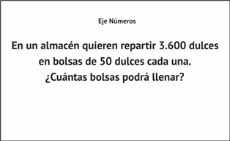 Eje Números
En un almacén quieren repartir 3.600 dulces
en bolsas de 50 dulces cada una.
¿Cuántas bolsas podrá llenar?